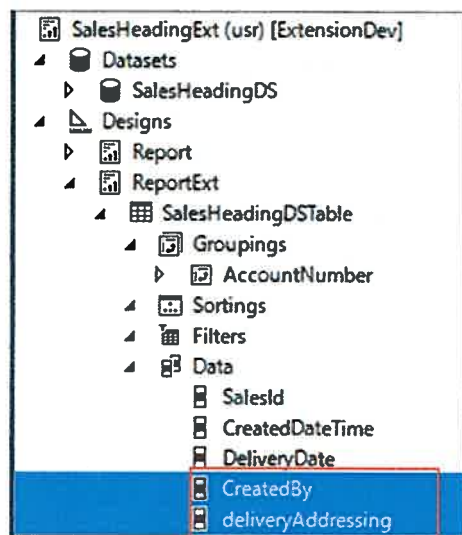 SalesHeadingExt (usr) [ExtensionDev]
Datasets
SalesHeadingDS
Designs
Report
ReportExt
SalesHeadingDSTable
Groupings
AccountNumber
Sortings
Filters
Data
SalesId
CreatedDateTime
DeliveryDate
CreatedBy
deliveryAddressing